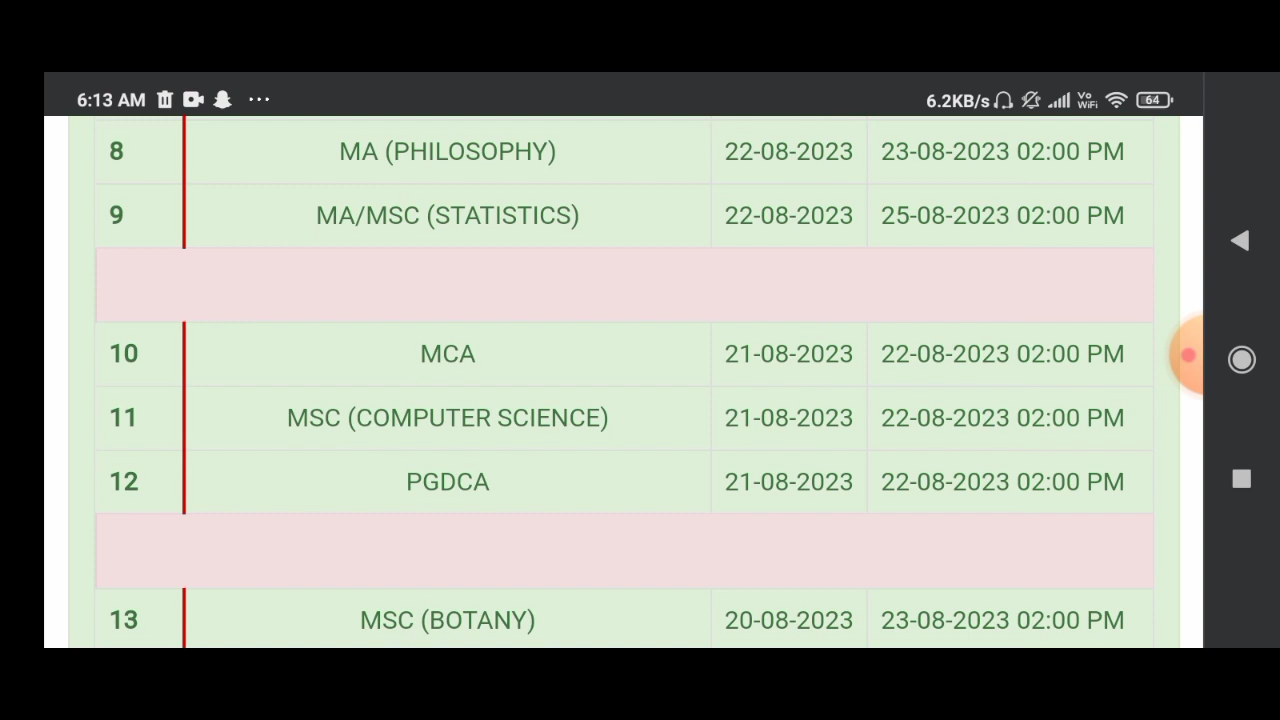 6:13 AM ... 6.2KB/s Vo WiFi 64
8 MA (PHILOSOPHY) 22-08-2023 23-08-2023 02:00 PM
9 MA/MSC (STATISTICS) 22-08-2023 25-08-2023 02:00 PM
10 MCA 21-08-2023 22-08-2023 02:00 PM
11 MSC (COMPUTER SCIENCE) 21-08-2023 22-08-2023 02:00 PM
12 PGDCA 21-08-2023 22-08-2023 02:00 PM
13 MSC (BOTANY) 20-08-2023 23-08-2023 02:00 PM